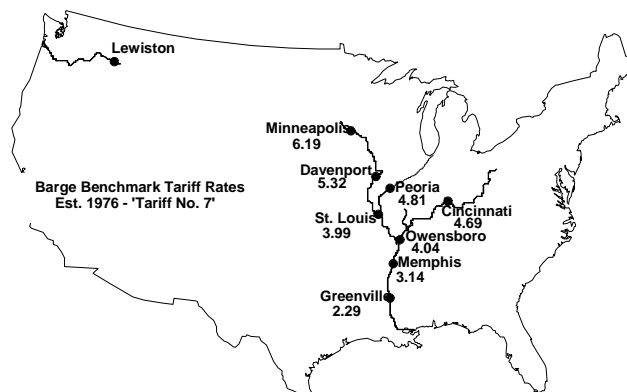 Lewiston
Minneapolis
6.19
Davenport
5.32
Barge Benchmark Tariff Rates
Est. 1976 - 'Tariff No. 7'
Peoria
4.81
Cincinnati
4.69
St. Louis
3.99
Owensboro
4.04
Memphis
3.14
Greenvill
2.29